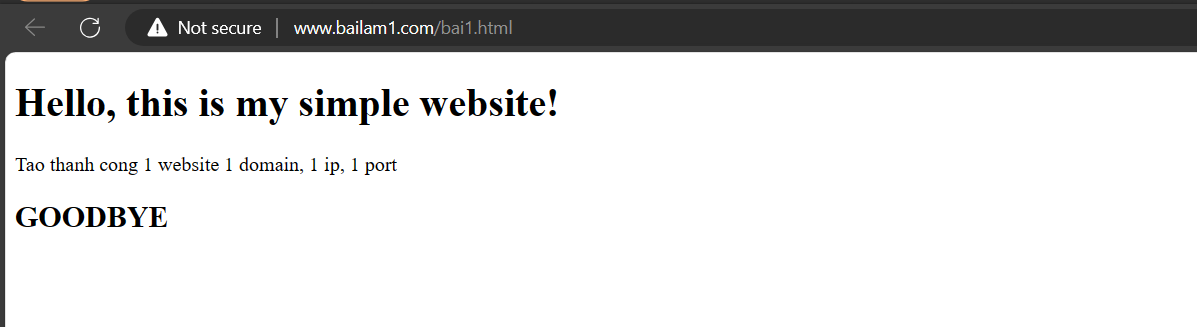 Not secure | www.bailam1.com/bai1.html
Hello, this is my simple website!
Tao thanh cong 1 website 1 domain, 1 ip, 1 port
GOODBYE